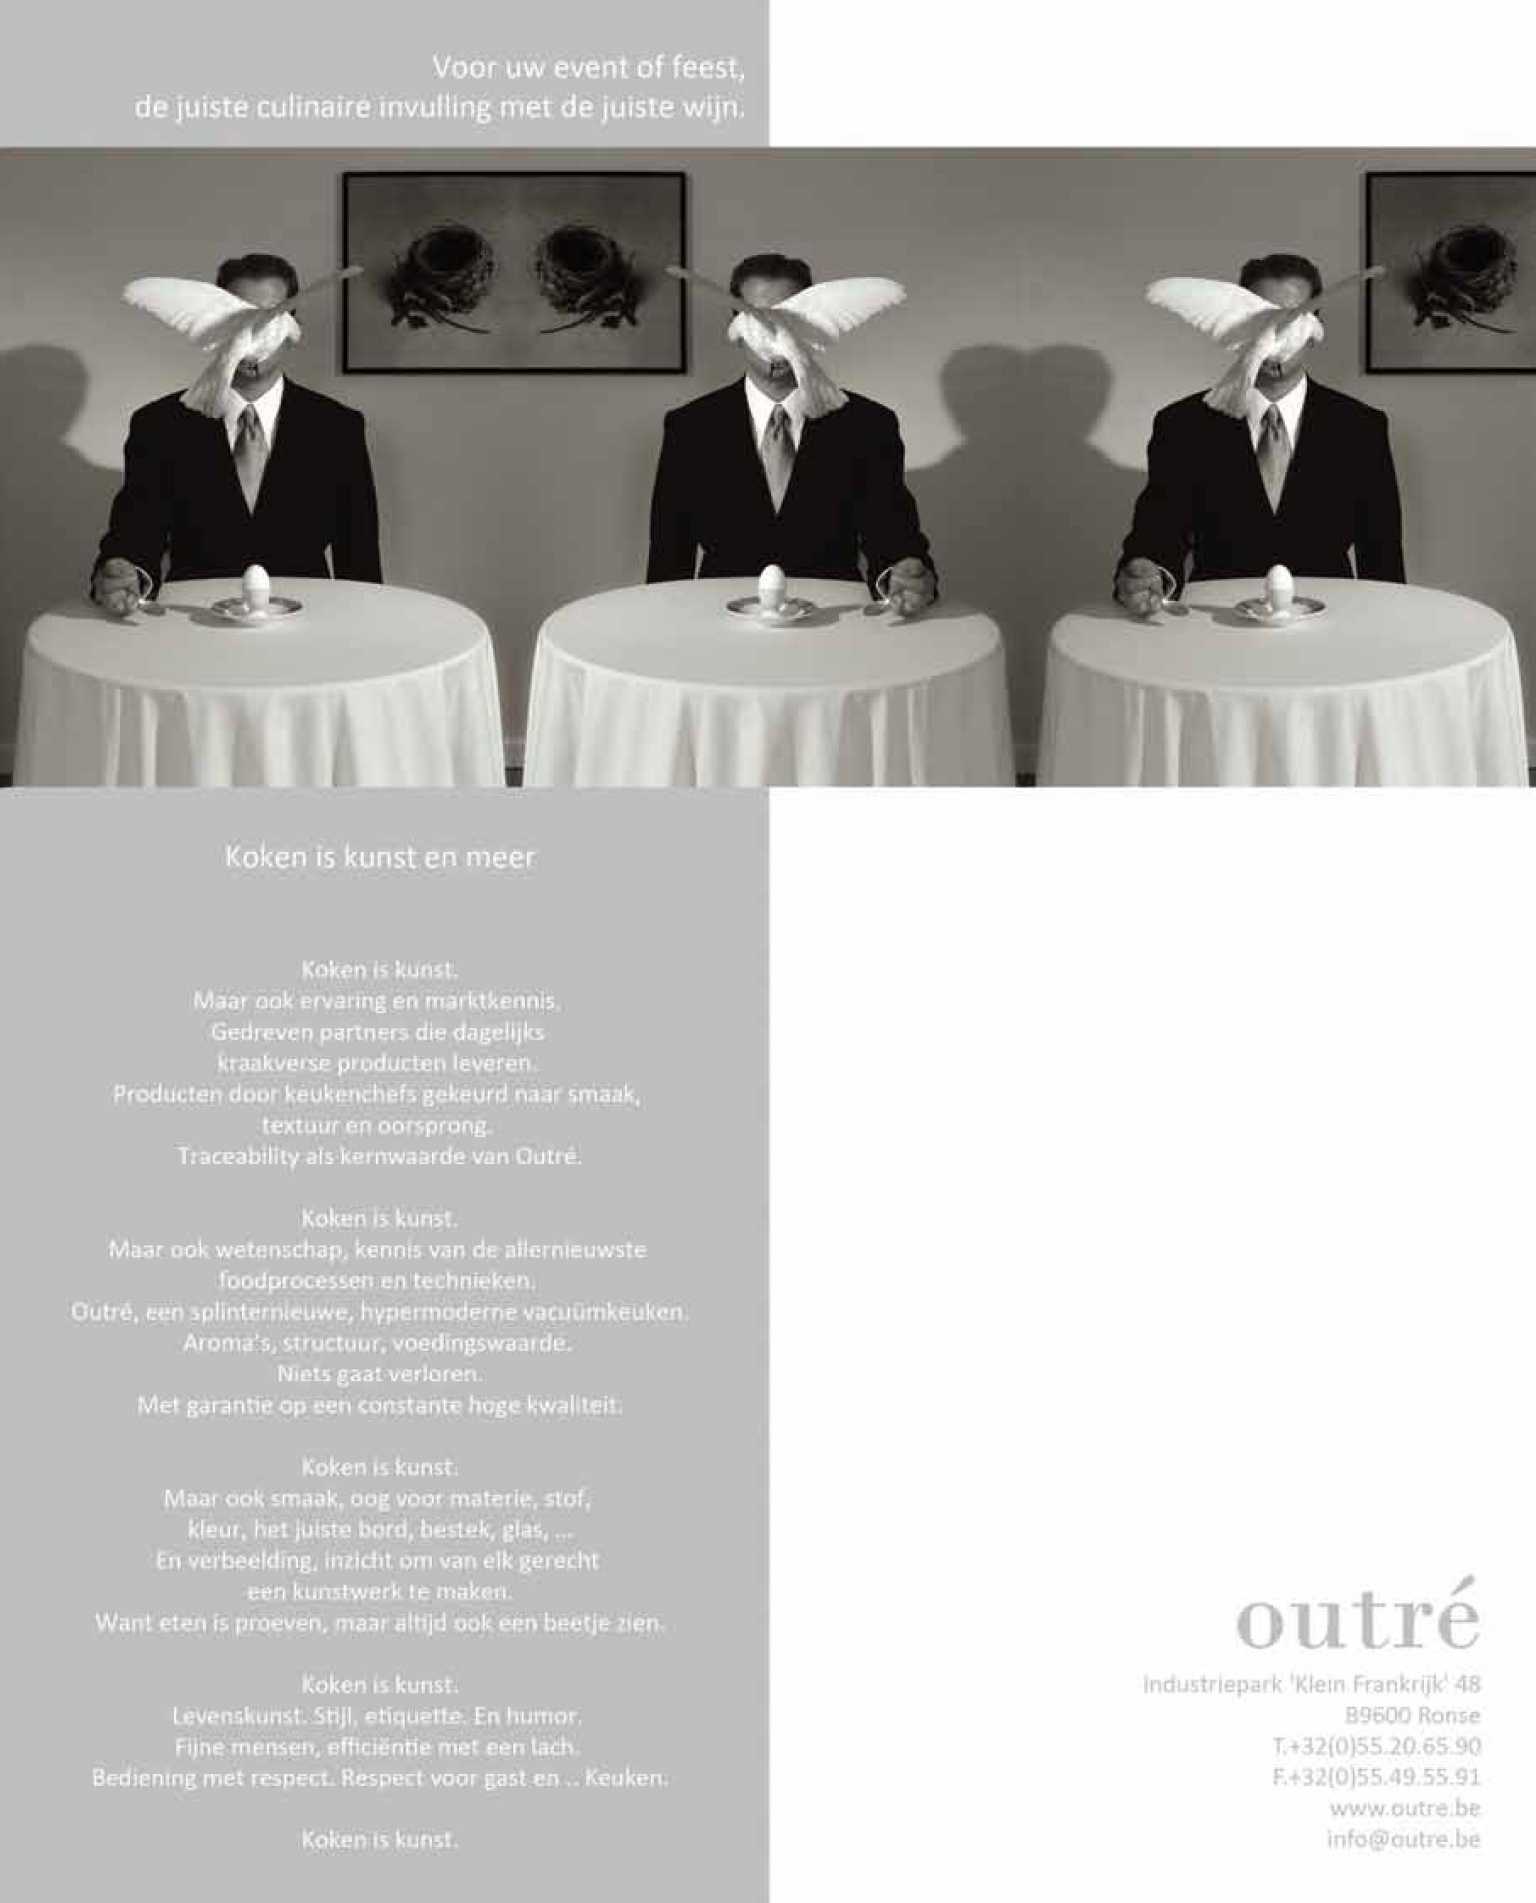 Voor uw event of feest,
de juiste culinaire invulling met de juiste wijn.
Koken is kunst en meer
Koken is kunst.
Maar ook ervaring en marktkennis.
Gedreven partners die dagelijks
kraakverse producten leveren.
Producten door keukenchefs gekeurd naar smaak,
textuur en oorsprong.
Traceability als kernwaarde van Outré.
Koken is kunst.
Maar ook wetenschap, kennis van de allernieuwste
foodprocessen en technieken.
Outré, een splinternieuwe, hypermoderne vacuümkeuken.
Aroma's, structuur, voedingswaarde.
Niets gaat verloren.
Met garantie op een constante hoge kwaliteit.
Koken is kunst.
Maar ook smaak, oog voor materie, stof,
kleur, het juiste bord, bestek, glas, ...
En verbeelding, inzicht om van elk gerecht
een kunstwerk te maken.
Want eten is proeven, maar altijd ook een beetje zien.
Koken is kunst.
Levenskunst. Stijl, etiquette. En humor.
Fijne mensen, efficiëntie met een lach.
Bediening met respect. Respect voor gast en .. Keuken.
Koken is kunst.
outré
Industriepark 'Klein Frankrijk' 48
B9600 Ronse
T.+32(0)55.20.65.90
F.+32(0)55.49.55.91
www.outre.be
info@outre.be